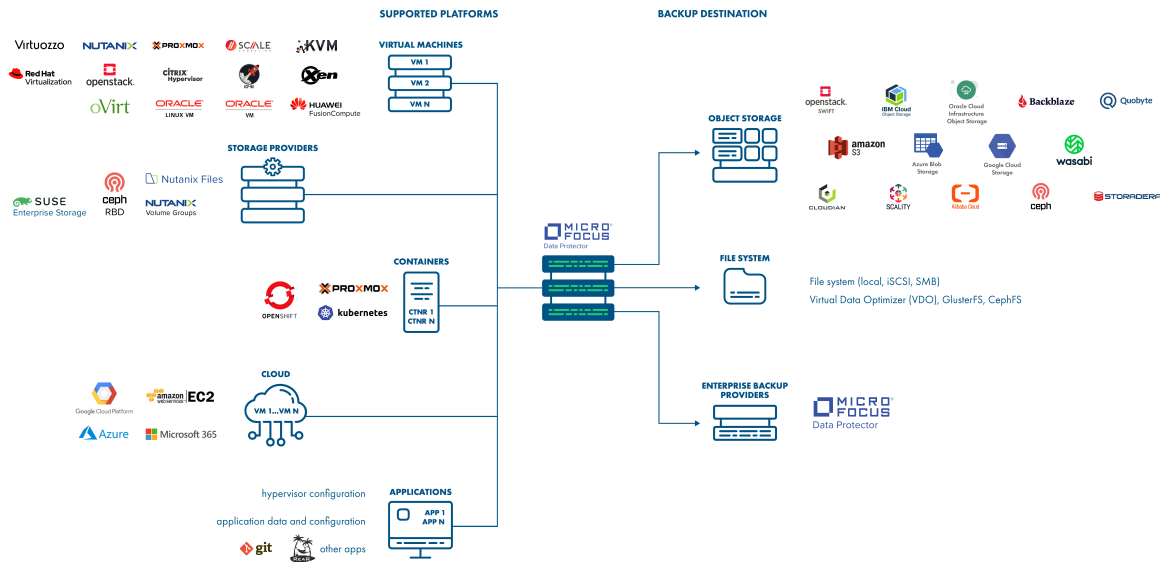 SUPPORTED PLATFORMS
BACKUP DESTINATION
VIRTUAL MACHINES
Virtuozzo
NUTANIX
PROXMOX
SCALE
KVM
Red Hat
Virtualization
openstack.
CITRIX
Hypervisor
Xen
oVirt
ORACLE
LINUX VM
ORACLE
VM
HUAWEI
FusionCompute
VM 1
VM 2
VM N
STORAGE PROVIDERS
SUSE
Enterprise Storage
ceph
RBD
Nutanix Files
NUTANIX
Volume Groups
CONTAINERS
OPENSHIFT
PROXMOX
kubernetes
CTNR 1
CTNR N
CLOUD
Google Cloud Platform
amazon
webservices
EC2
Azure
Microsoft 365
VM 1...VM N
APPLICATIONS
hypervisor configuration
application data and configuration
git
other apps
APP 1
APP N
MICRO
FOCUS
Data Protector
OBJECT STORAGE
openstack.
SWIFT
IBM Cloud
Object Storage
Oracle Cloud
Infrastructure
Object Storage
Backblaze
Quobyte
amazon
S3
Azure Blob
Storage
Google Cloud
Storage
wasabi
CLOUDIAN
SCALITY
Alibaba Cloud
ceph
FILE SYSTEM
File system (local, iSCSI, SMB)
Virtual Data Optimizer (VDO), GlusterFS, CephFS
ENTERPRISE BACKUP
PROVIDERS
MICRO
FOCUS
Data Protector